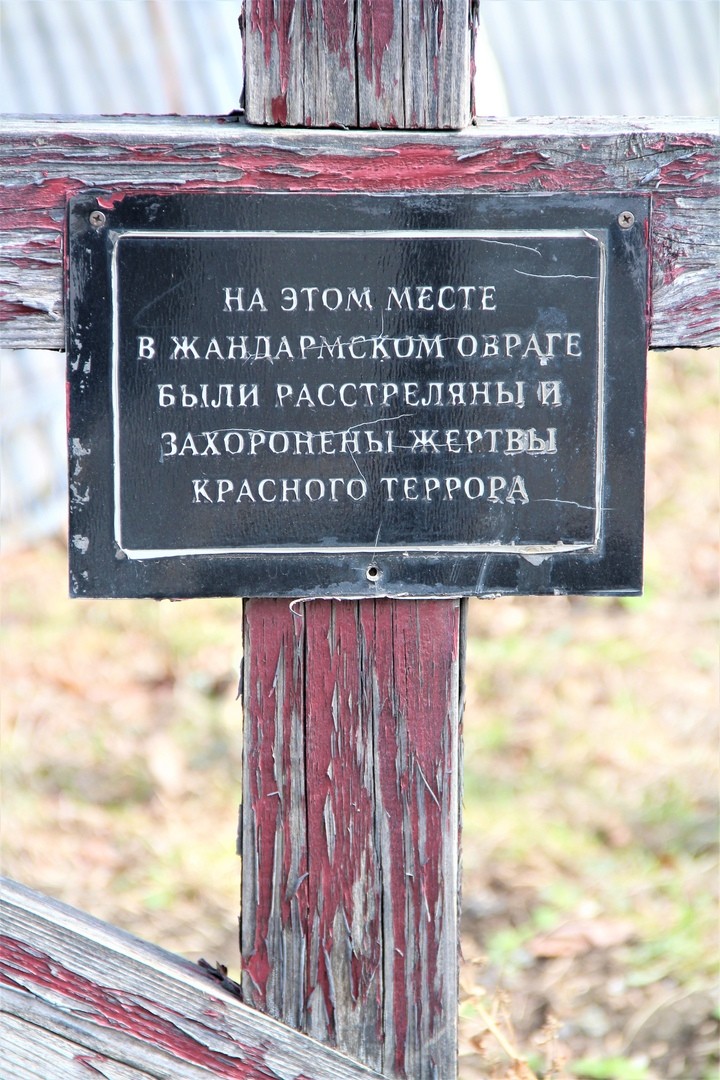 НА ЭТОМ МЕСТЕ
В ЖАНДАРМСКОМ ОВРАГЕ
БЫЛИ РАССТРЕЛЯНЫ И
ЗАХОРОНЕНЫ ЖЕРТВЫ
КРАСНОГО ТЕРРОРА